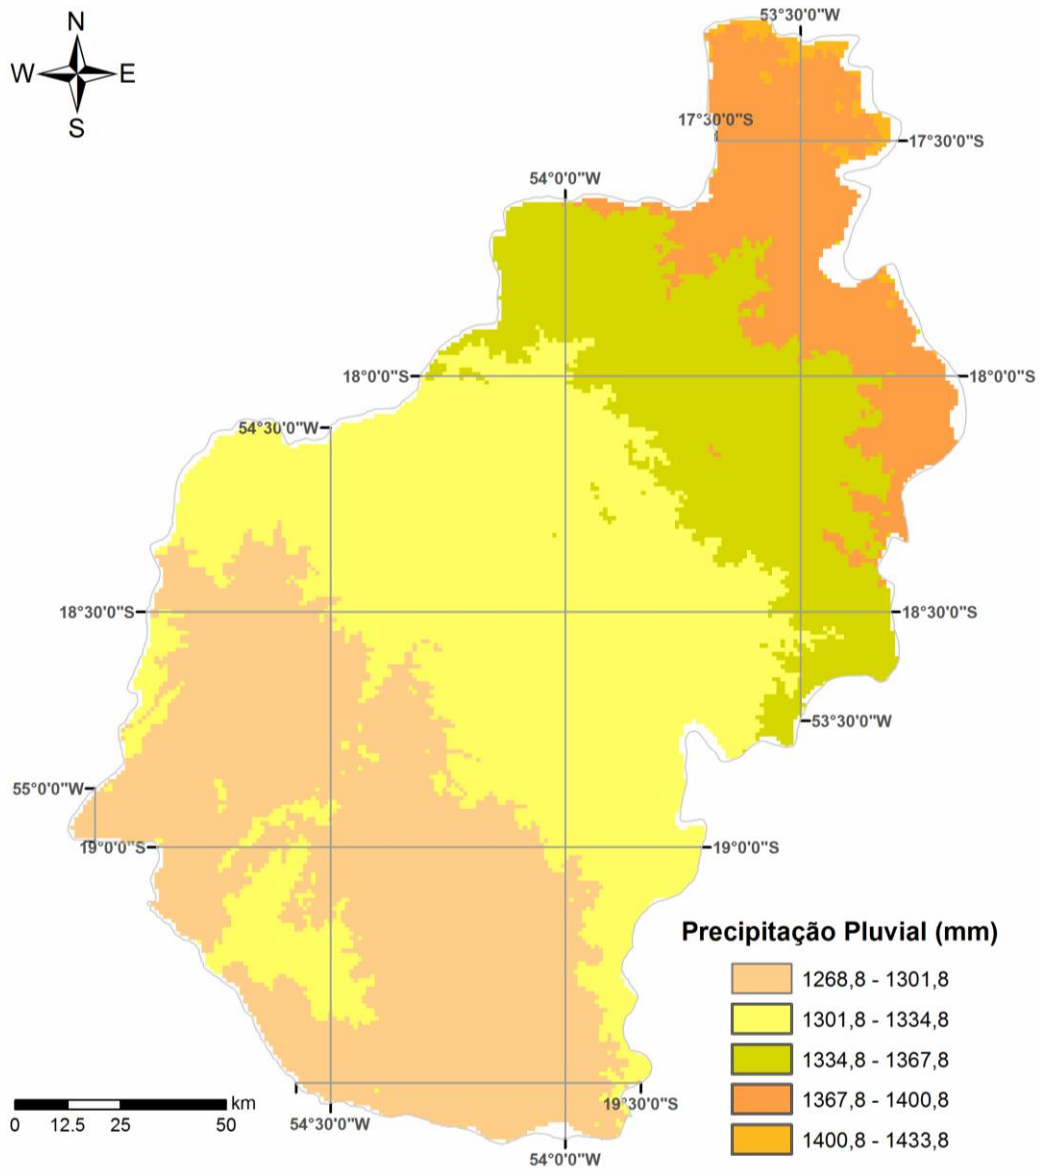 N
W E
S
53°30'0"W
17°30'0"S
17°30'0"S
54°0'0"W
18°0'0"S
18°0'0"S
54°30'0"W
18°30'0"S
18°30'0"S
53°30'0"W
55°0'0"W
19°0'0"S
19°0'0"S
Precipitação Pluvial (mm)
1268,8 - 1301,8
1301,8 - 1334,8
1334,8 - 1367,8
1367,8 - 1400,8
1400,8 - 1433,8
km
0 12.5 25 50
19°30'0"S
54°30'0"W
54°0'0"W